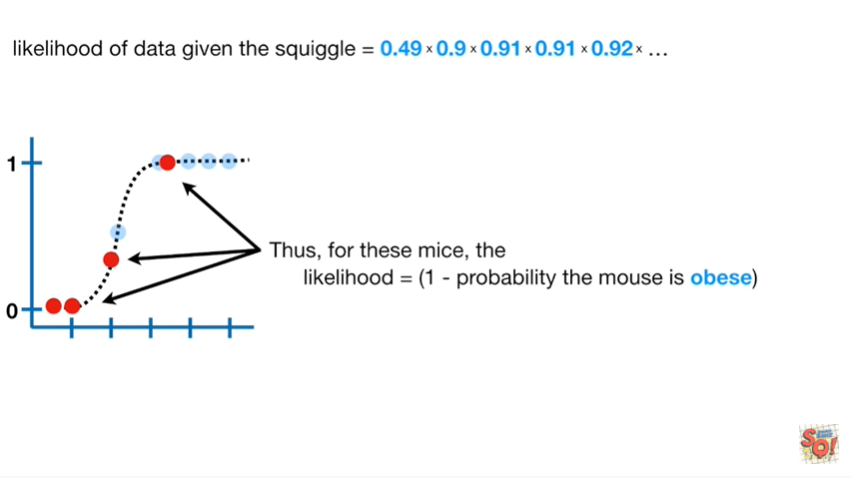 likelihood of data given the squiggle = 0.49 × 0.9 × 0.91 × 0.91 × 0.92 × ...
1
Thus, for these mice, the
likelihood = (1 - probability the mouse is obese)
0
SQ!